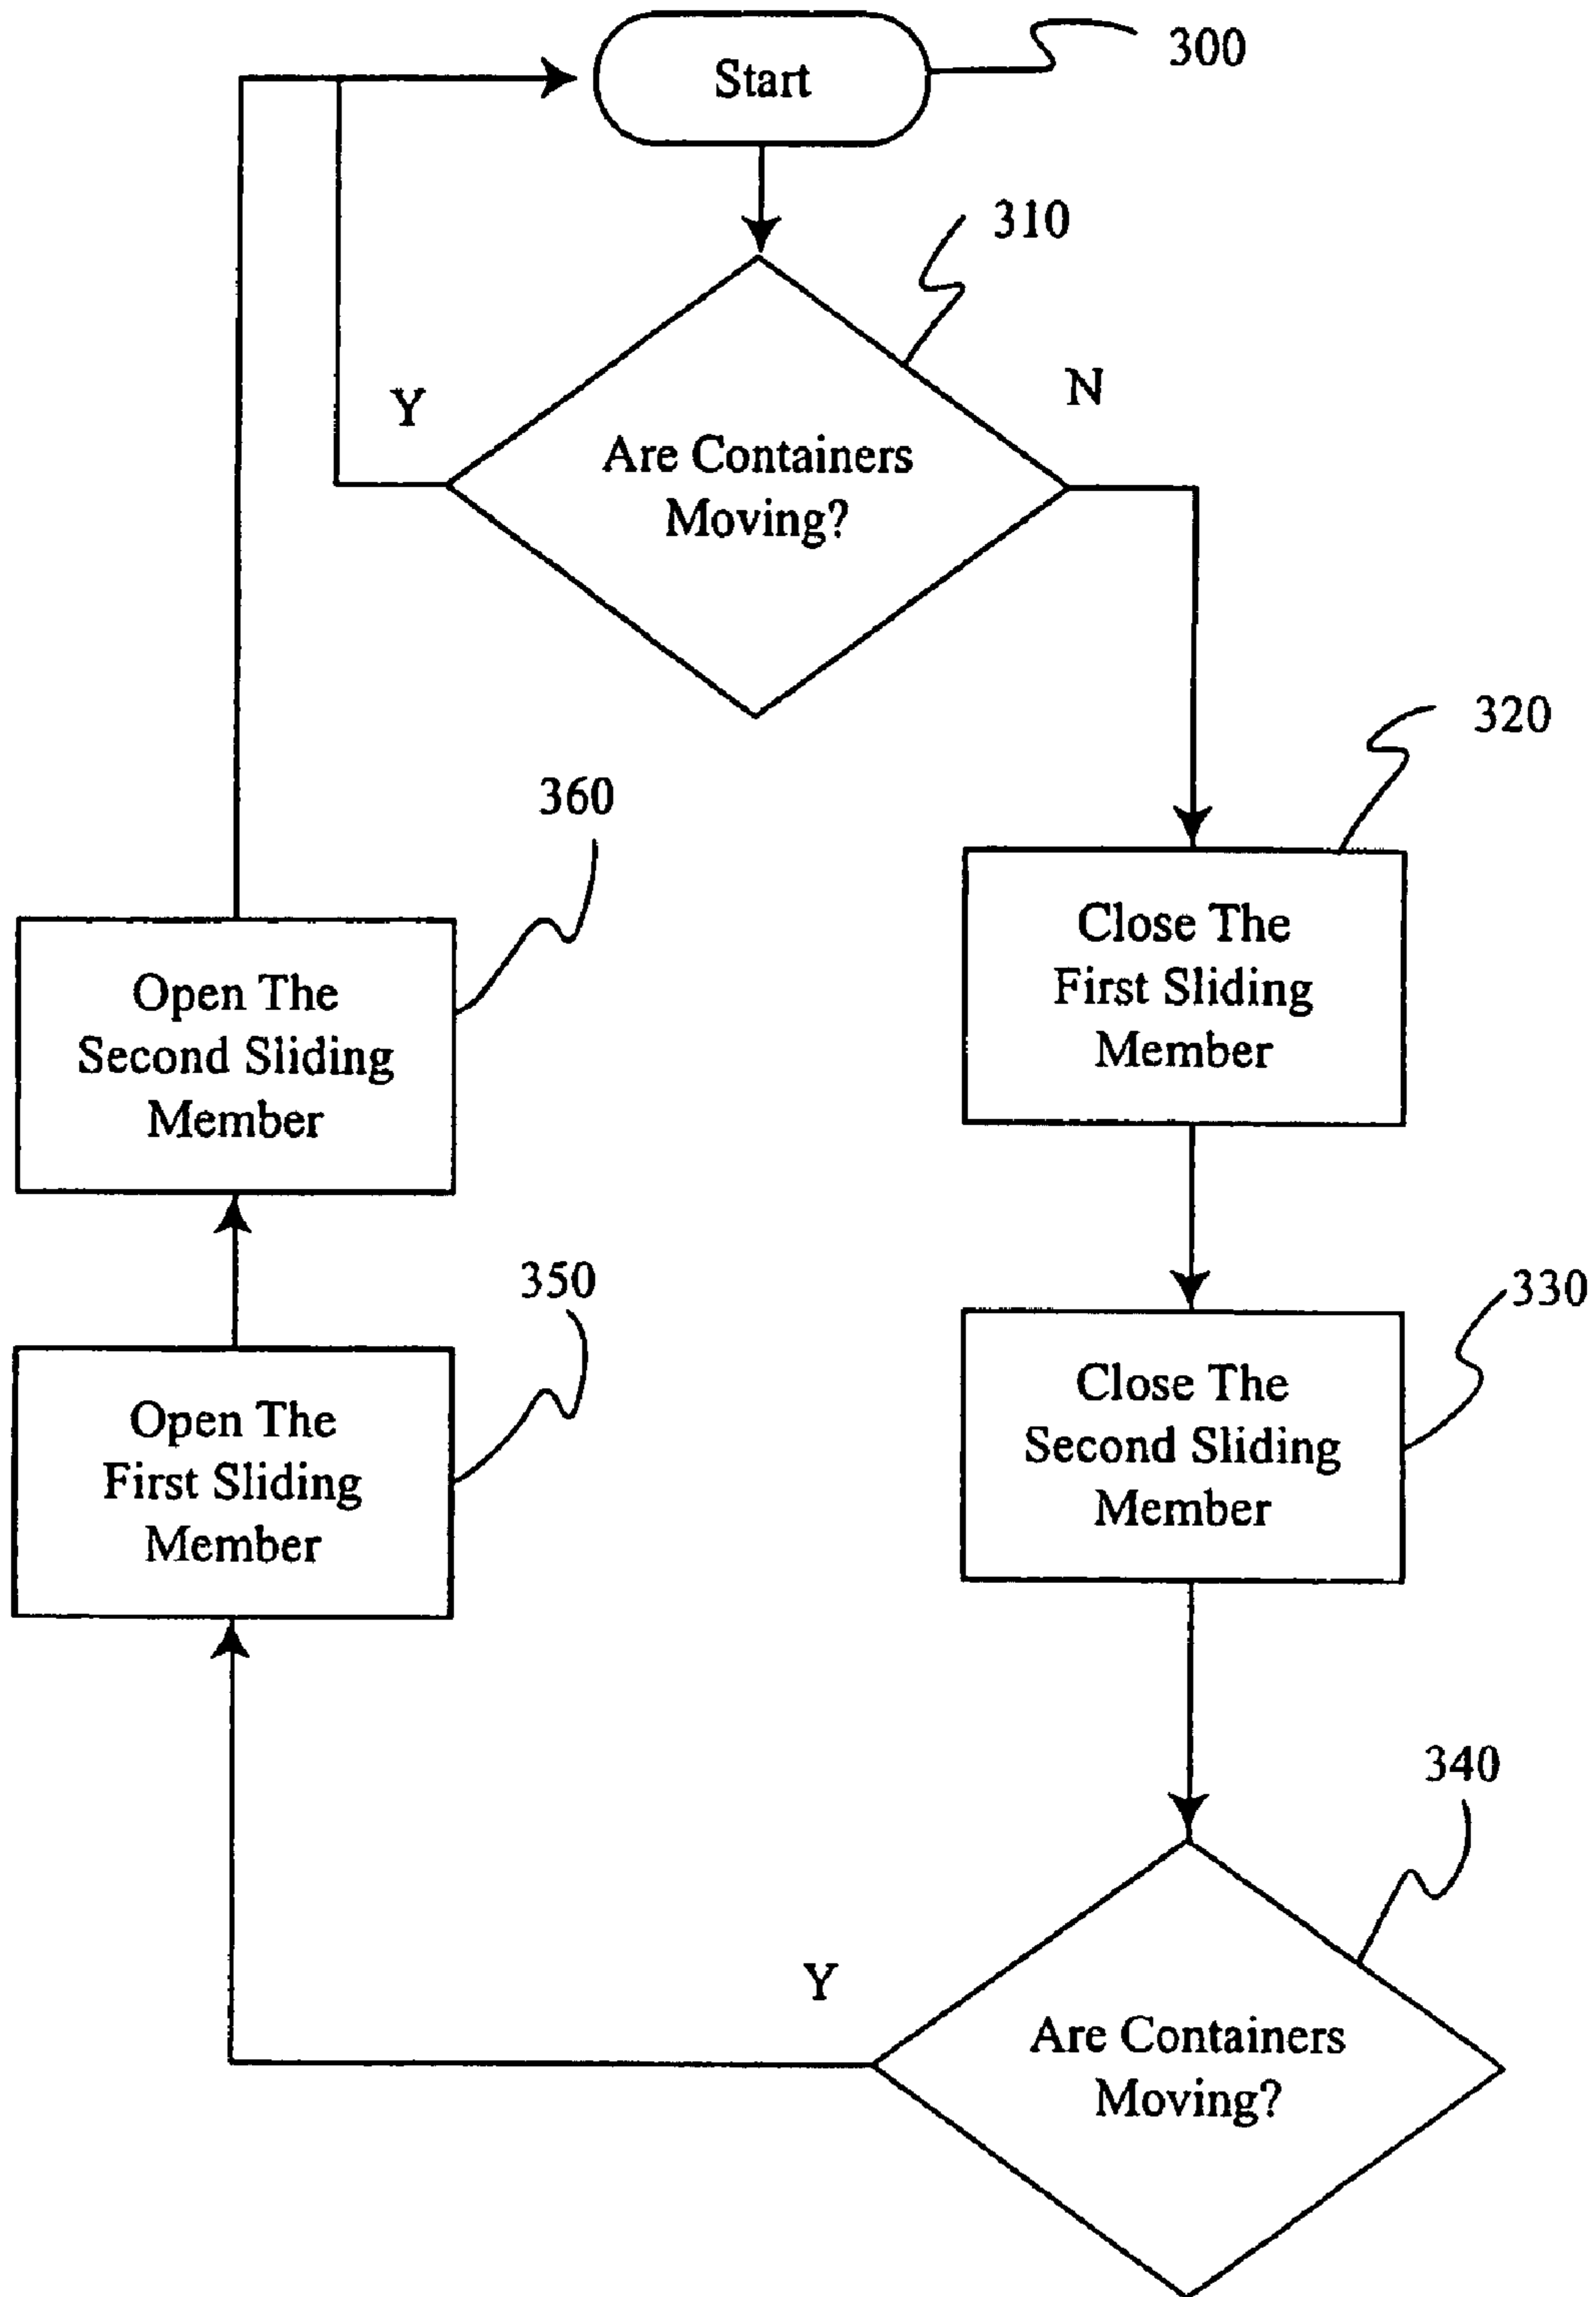 Start
300
310
Y
N
Are Containers
Moving?
320
Close The
First Sliding
Member
360
Open The
Second Sliding
Member
350
Open The
First Sliding
Member
330
Close The
Second Sliding
Member
340
Y
Are Containers
Moving?